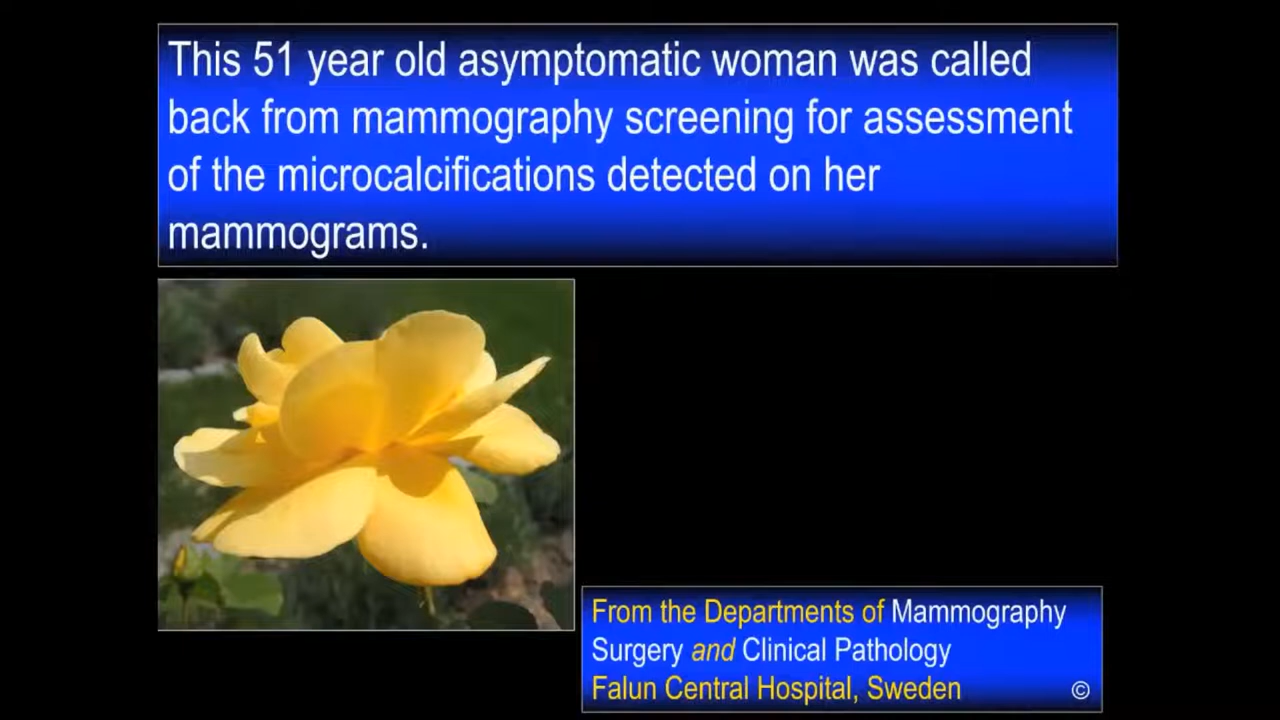 This 51 year old asymptomatic woman was called
back from mammography screening for assessment
of the microcalcifications detected on her
mammograms.
From the Departments of Mammography
Surgery and Clinical Pathology
Falun Central Hospital, Sweden ©